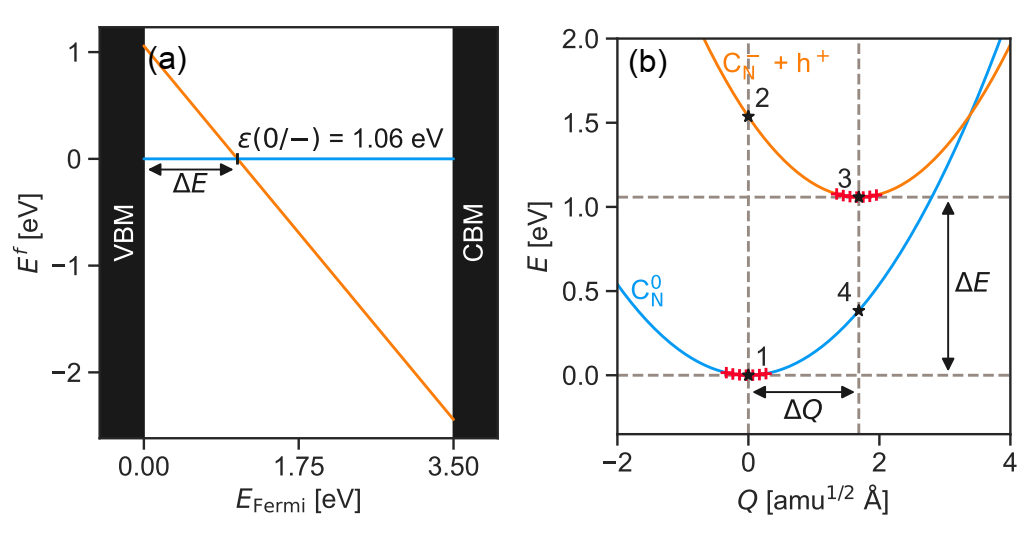 (a)
ε(0/−) = 1.06 eV
ΔE
VBM
CBM
1
0
−1
−2
E^f [eV]
0.00 1.75 3.50
E_Fermi [eV]
(b)
C_N^− + h^+
2
3
4
1
C_N^0
ΔE
ΔQ
2.0
1.5
1.0
0.5
0.0
E [eV]
−2 0 2 4
Q [amu^1/2 Å]